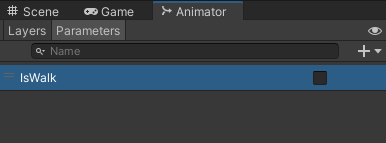 Scene Game Animator
Layers Parameters
Name
IsWalk